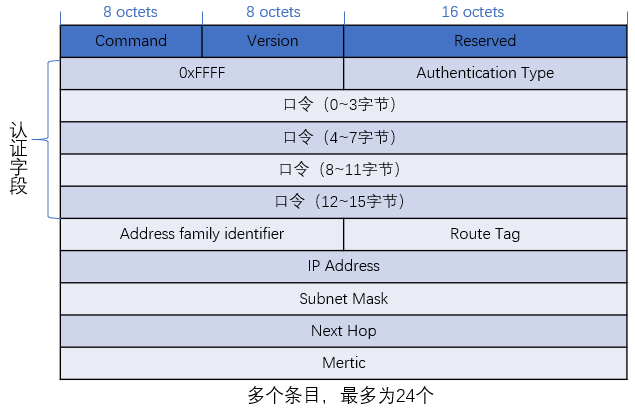 8 octets 8 octets 16 octets
Command Version Reserved
0xFFFF Authentication Type
口令（0~3字节）
口令（4~7字节）
口令（8~11字节）
口令（12~15字节）
认证字段
Address family identifier Route Tag
IP Address
Subnet Mask
Next Hop
Mertic
多个条目，最多为24个